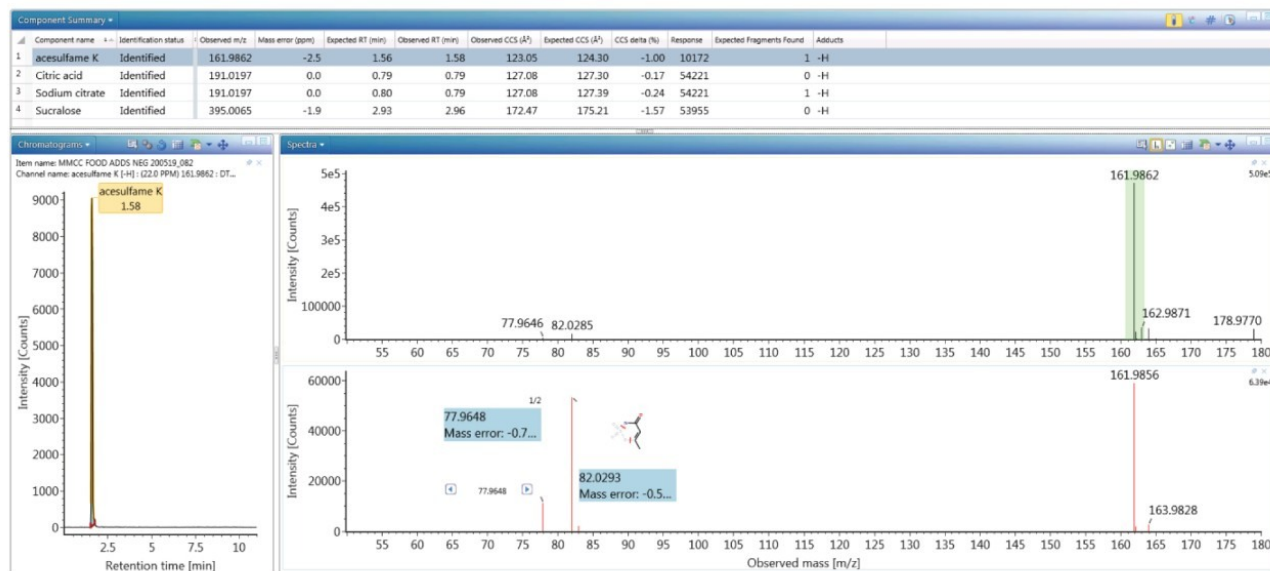 Component Summary
Component name Identification status Observed m/z Mass error (ppm) Expected RT (min) Observed RT (min) Observed CCS (Å²) Expected CCS (Å²) CCS delta (%) Response Expected Fragments Found Adducts
1 acesulfame K Identified 161.9862 -2.5 1.56 1.58 123.05 124.30 -1.00 10172 1 -H
2 Citric acid Identified 191.0197 0.0 0.79 0.79 127.08 127.30 -0.17 54221 0 -H
3 Sodium citrate Identified 191.0197 0.0 0.80 0.79 127.08 127.39 -0.24 54221 1 -H
4 Sucralose Identified 395.0065 -1.9 2.93 2.96 172.47 175.21 -1.57 53955 0 -H
Chromatograms
Item name: MMCC FOOD ADDS NEG 200519_082
Channel name: acesulfame K [-H] : (22.0 PPM) 161.9862 : DT...
acesulfame K
1.58
9000
8000
7000
6000
5000
4000
3000
2000
1000
0
Intensity [Counts]
2.5 5 7.5 10
Retention time [min]
Spectra
5.09e5
161.9862
5e5
4e5
3e5
2e5
100000
0
Intensity [Counts]
77.9646 82.0285
162.9871
178.9770
55 60 65 70 75 80 85 90 95 100 105 110 115 120 125 130 135 140 145 150 155 160 165 170 175 180
161.9856
6.39e4
60000
40000
20000
0
Intensity [Counts]
1/2
77.9648
Mass error: -0.7...
77.9648
82.0293
Mass error: -0.5...
163.9828
55 60 65 70 75 80 85 90 95 100 105 110 115 120 125 130 135 140 145 150 155 160 165 170 175 180
Observed mass [m/z]